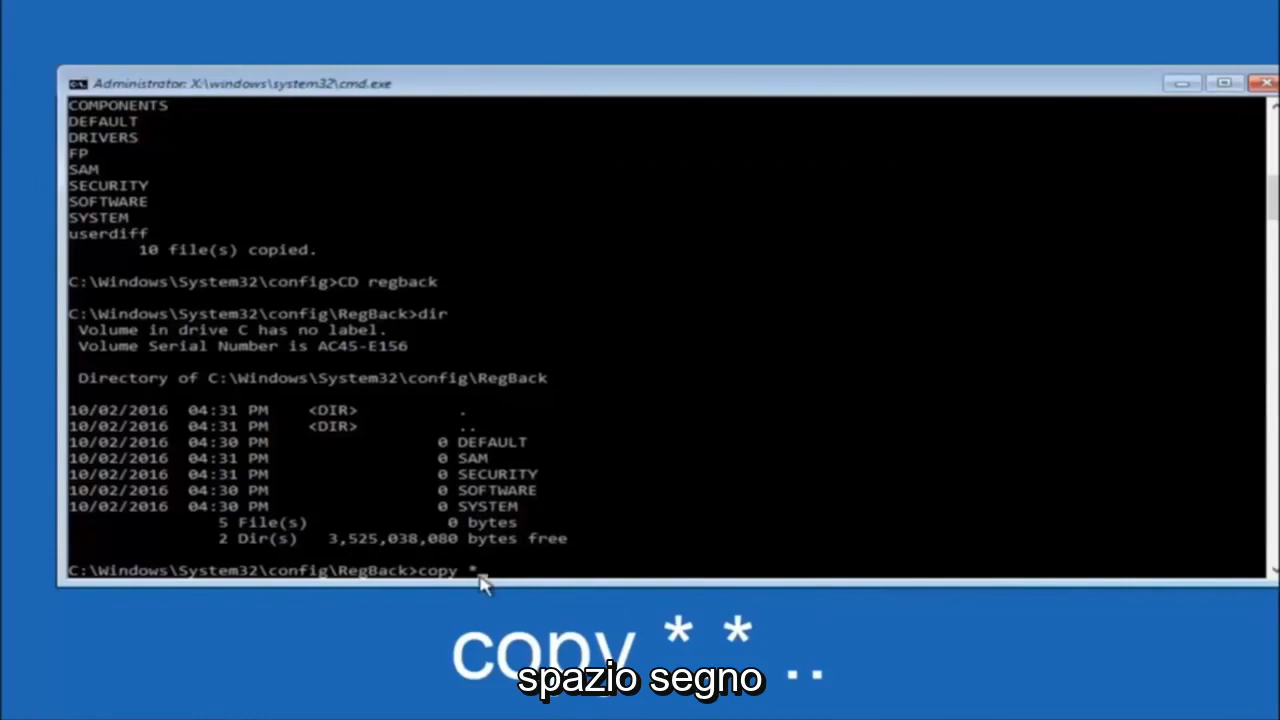 Administrator: X:\windows\system32\cmd.exe
COMPONENTS
DEFAULT
DRIVERS
FP
SAM
SECURITY
SOFTWARE
SYSTEM
userdiff
10 file(s) copied.
C:\Windows\System32\config>CD regback
C:\Windows\System32\config\RegBack>dir
Volume in drive C has no label.
Volume Serial Number is AC45-E156
Directory of C:\Windows\System32\config\RegBack
10/02/2016 04:31 PM <DIR> .
10/02/2016 04:31 PM <DIR> ..
10/02/2016 04:30 PM 0 DEFAULT
10/02/2016 04:31 PM 0 SAM
10/02/2016 04:31 PM 0 SECURITY
10/02/2016 04:30 PM 0 SOFTWARE
10/02/2016 04:30 PM 0 SYSTEM
5 File(s) 0 bytes
2 Dir(s) 3,525,038,080 bytes free
C:\Windows\System32\config\RegBack>copy *_
copy * * ..
spazio segno